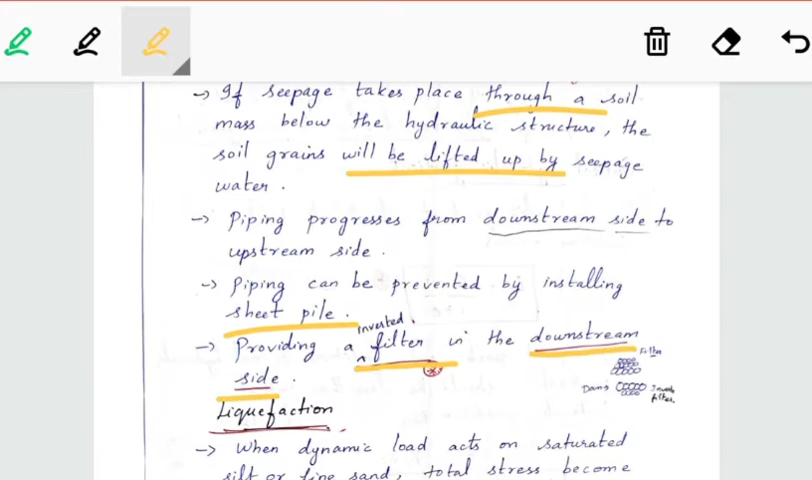 → If seepage takes place through a soil
mass below the hydraulic structure, the
soil grains will be lifted up by seepage
water.
→ Piping progresses from downstream side to
upstream side.
→ Piping can be prevented by installing
sheet pile.
inverted
→ Providing a filter in the downstream
side.
Filter
Dam
filter
Liquefaction
→ When dynamic load acts on saturated
silt or fine sand, total stress become